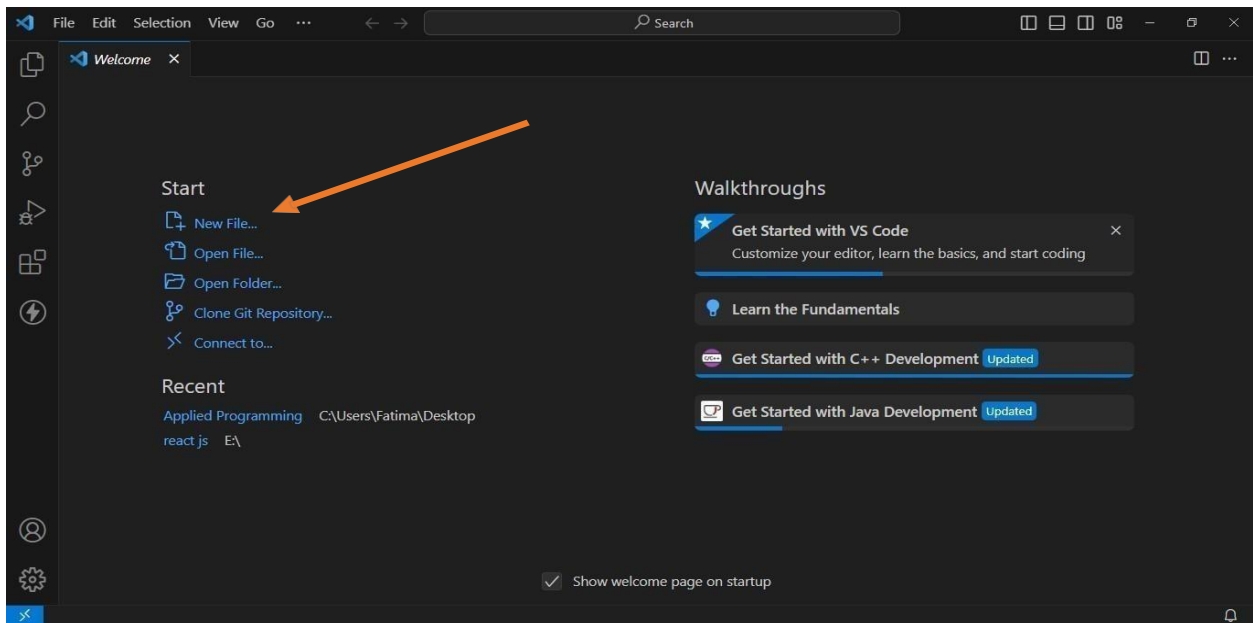 File Edit Selection View Go ...
Search
Welcome
Start
New File...
Open File...
Open Folder...
Clone Git Repository...
Connect to...
Recent
Applied Programming C:\Users\Fatima\Desktop
react js E:\
Walkthroughs
Get Started with VS Code
Customize your editor, learn the basics, and start coding
Learn the Fundamentals
C/C++ Get Started with C++ Development Updated
Get Started with Java Development Updated
Show welcome page on startup